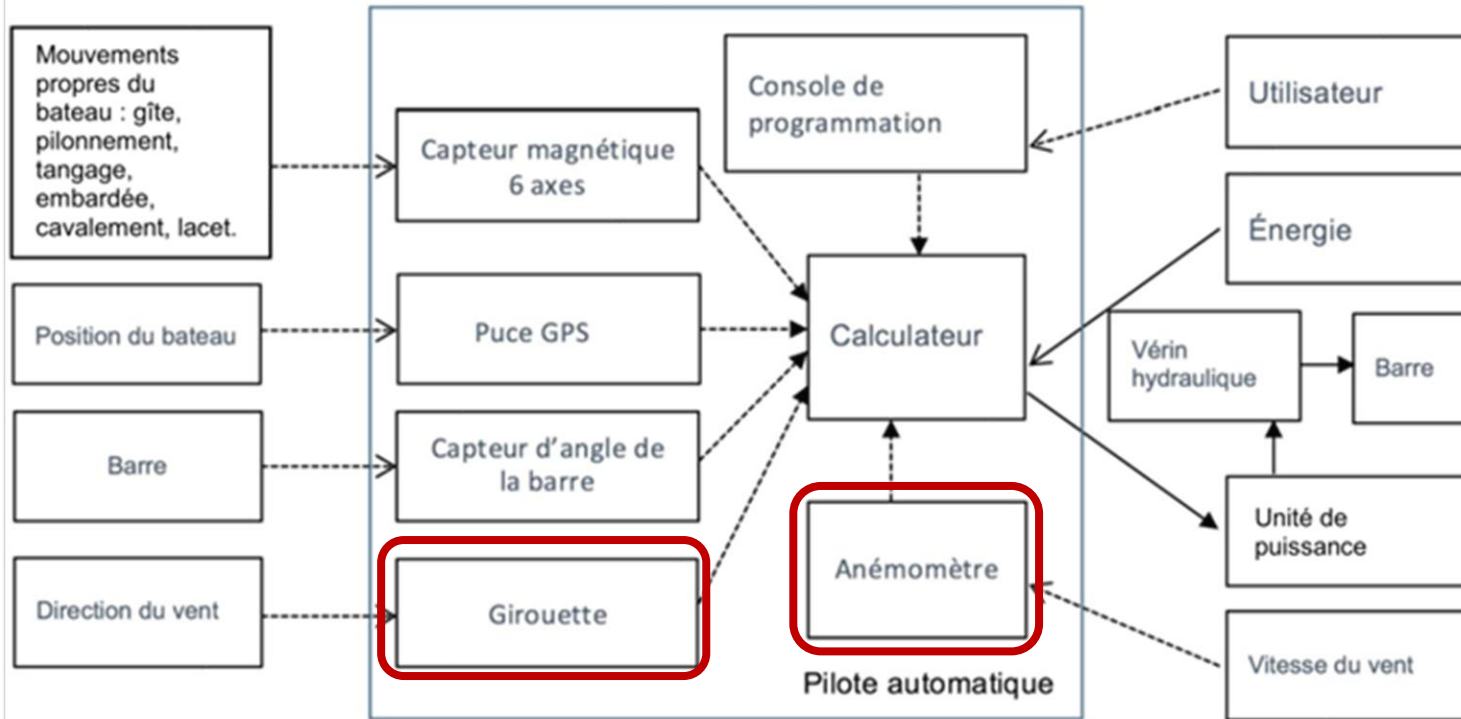 Mouvements
propres du
bateau : gîte,
pilonnement,
tangage,
embardée,
cavalement, lacet.
Position du bateau
Barre
Direction du vent
Capteur magnétique
6 axes
Puce GPS
Capteur d'angle de
la barre
Girouette
Console de
programmation
Calculateur
Anémomètre
Pilote automatique
Utilisateur
Énergie
Vérin
hydraulique
Barre
Unité de
puissance
Vitesse du vent